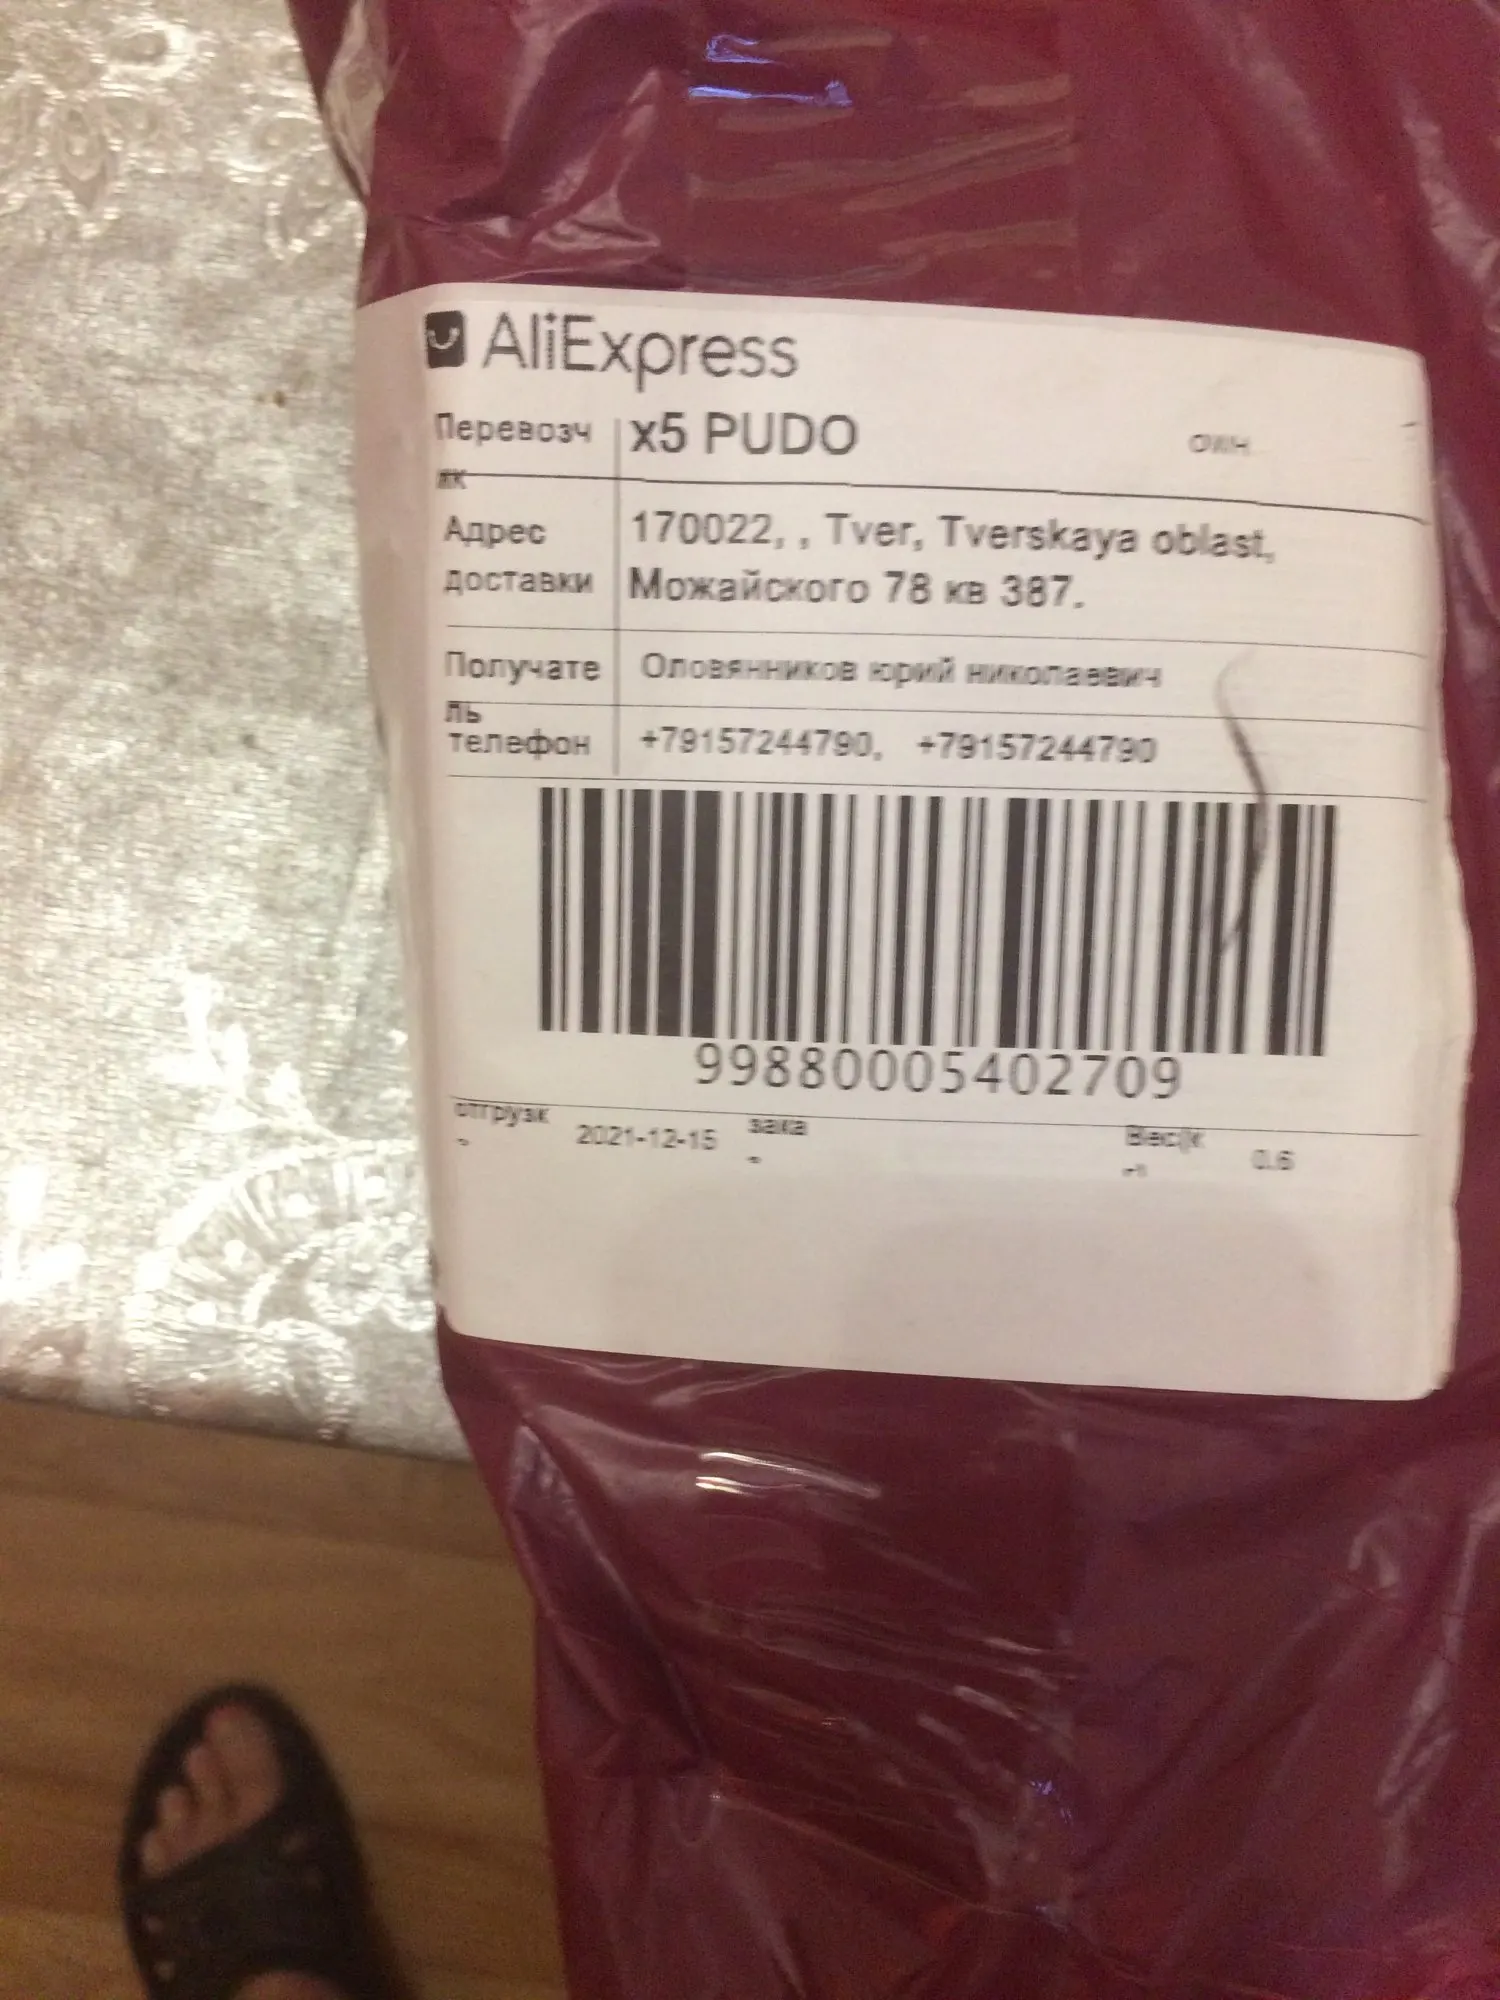 AliExpress
Перевозч x5 PUDO
ик
Адрес 170022, , Tver, Tverskaya oblast,
доставки Можайского 78 кв 387.
Получате Оловянников юрий николаевич
ль
телефон +79157244790, +79157244790
99880005402709
отгрузк 2021-12-15 зака Вес(к 0.6